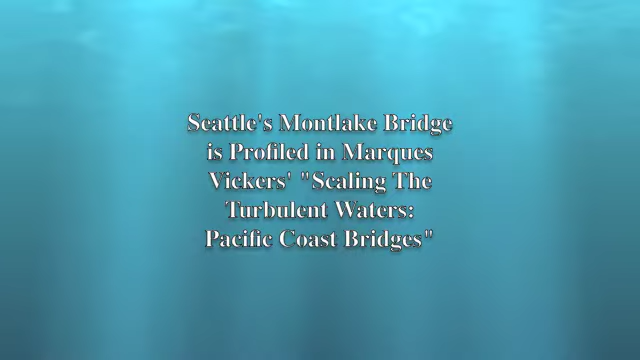 Seattle's Montlake Bridge
is Profiled in Marques
Vickers' "Scaling The
Turbulent Waters:
Pacific Coast Bridges"